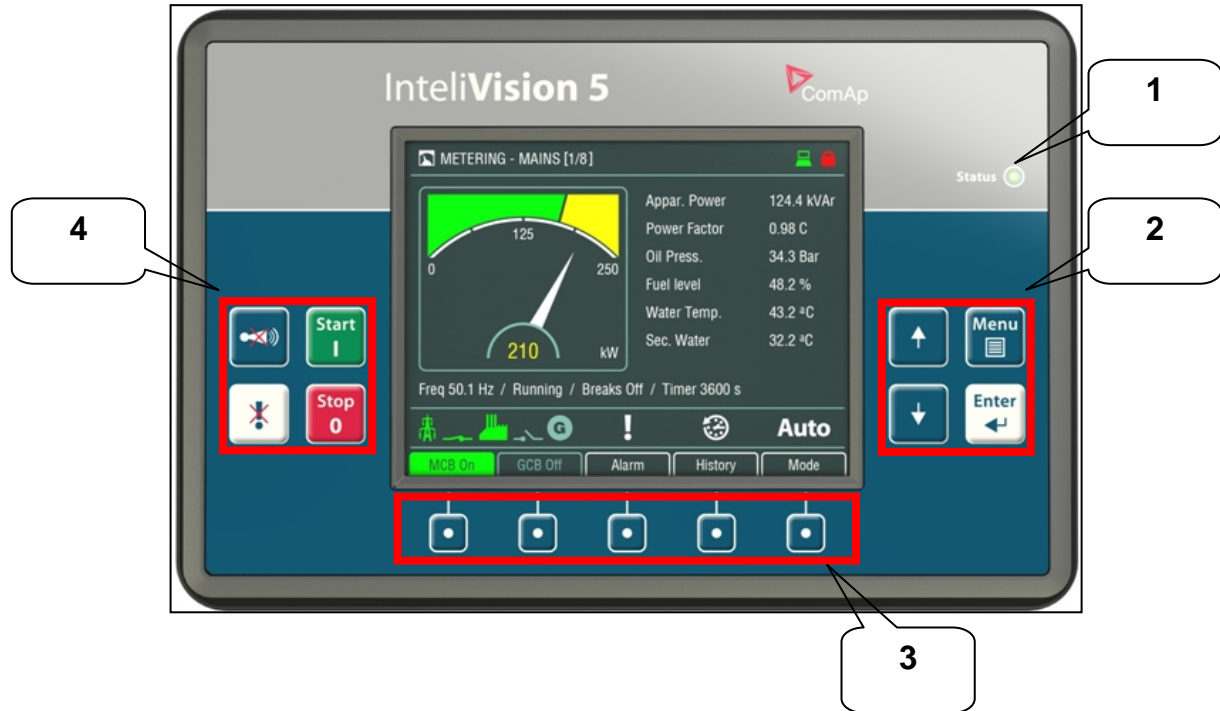 InteliVision 5
ComAp
1
METERING - MAINS [1/8]
Status
Appar. Power 124.4 kVAr
Power Factor 0.98 C
Oil Press. 34.3 Bar
Fuel level 48.2 %
Water Temp. 43.2 ªC
Sec. Water 32.2 ªC
0 125 250
210 kW
4
2
Start
I
Stop
0
Menu
Enter
Freq 50.1 Hz / Running / Breaks Off / Timer 3600 s
G ! Auto
MCB On GCB Off Alarm History Mode
3